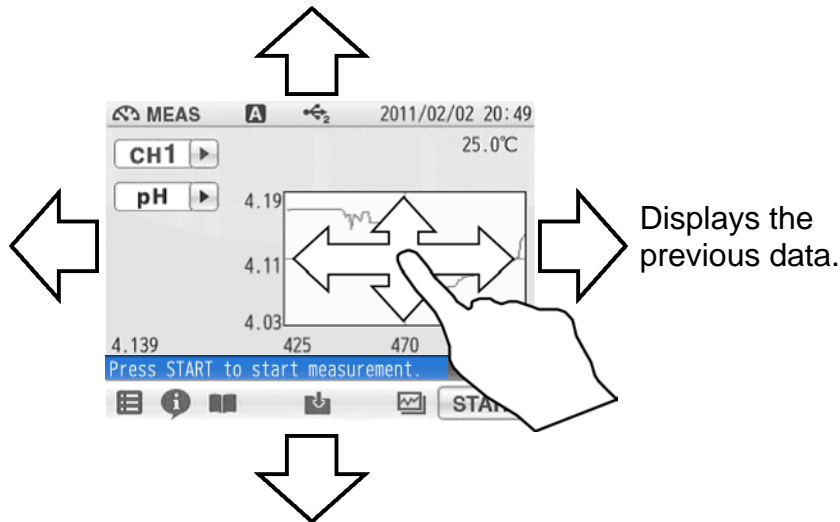 MEAS A 2 2011/02/02 20:49
25.0℃
CH1
pH
4.19
4.11
4.03
4.139 425 470
Press START to start measurement.
Displays the
previous data.